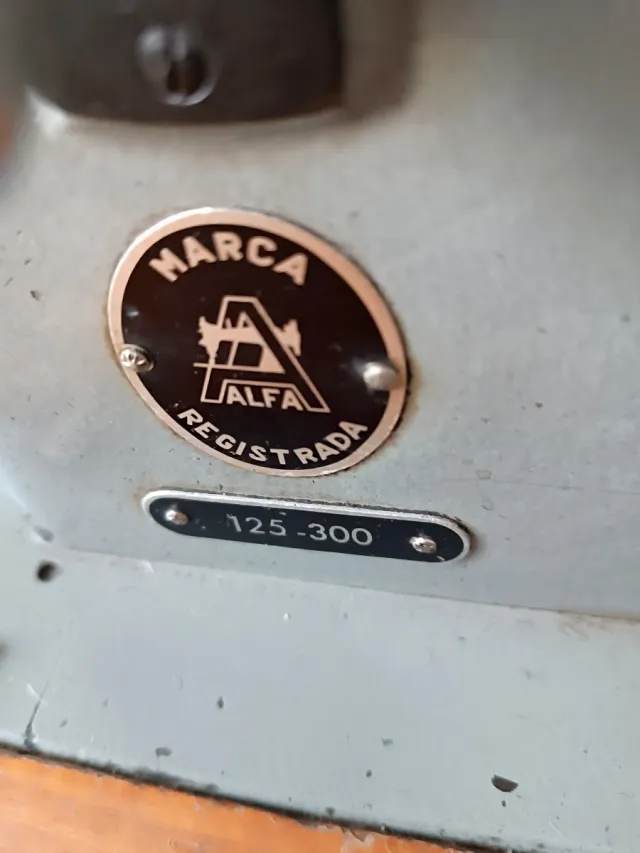 MARCA
ALFA
REGISTRADA
125-300